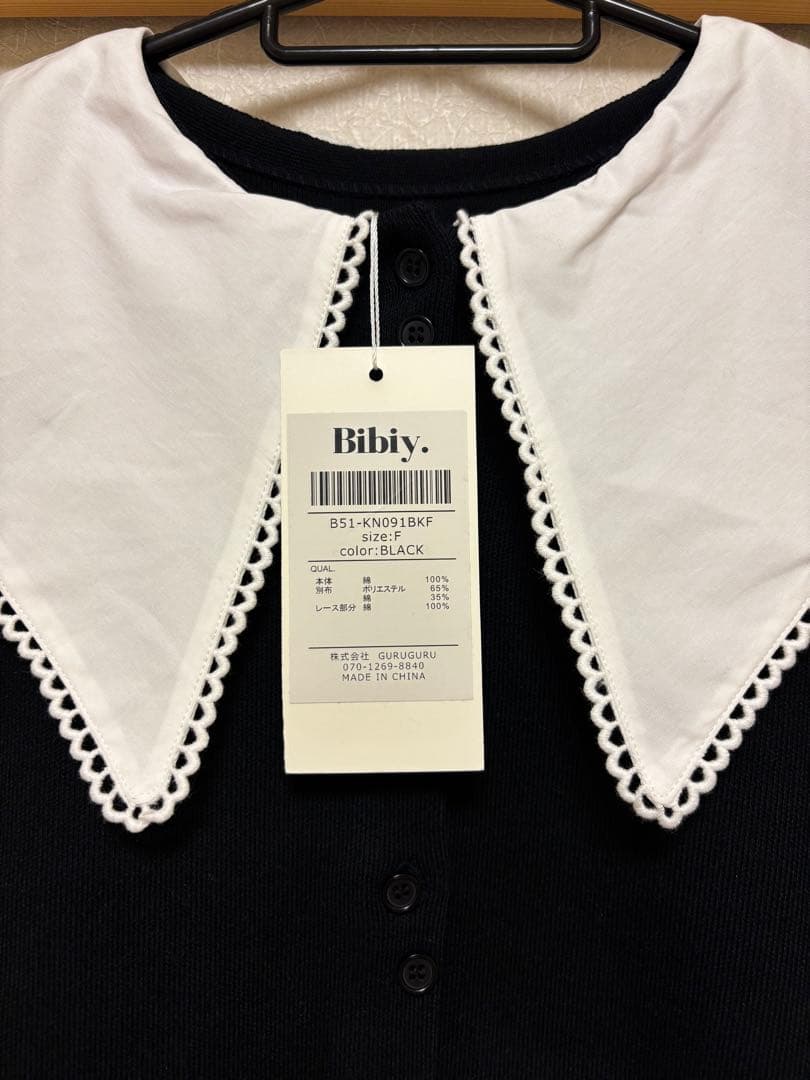 Bibiy.
B51-KN091BKF
size:F
color:BLACK
QUAL.
本体 綿 100%
別布 ポリエステル 65%
綿 35%
レース部分 綿 100%
株式会社 GURUGURU
070-1269-8840
MADE IN CHINA